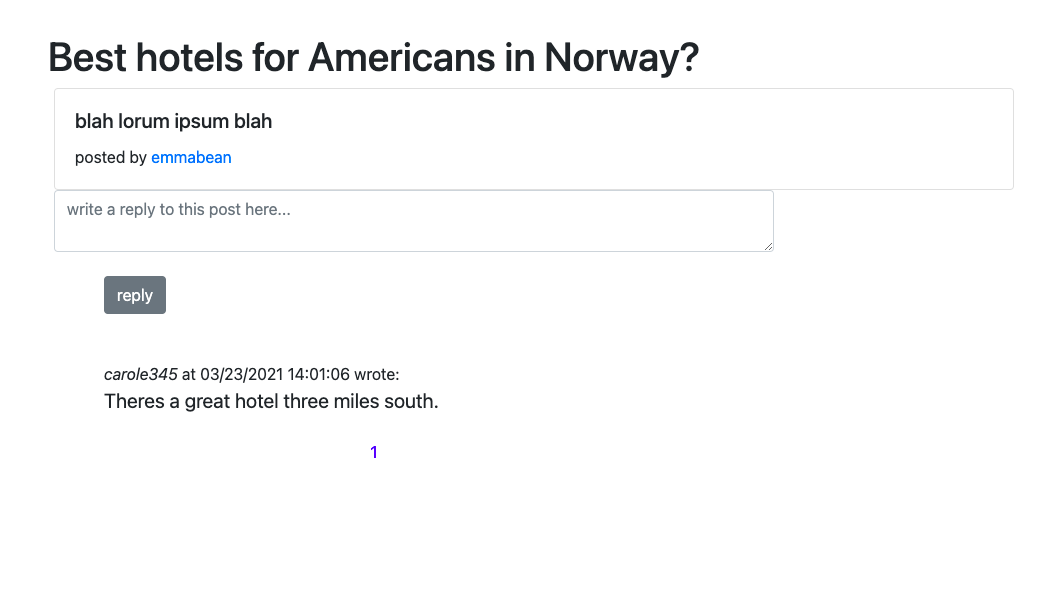 Best hotels for Americans in Norway?
blah lorum ipsum blah
posted by emmabean
write a reply to this post here...
reply
carole345 at 03/23/2021 14:01:06 wrote:
Theres a great hotel three miles south.
1